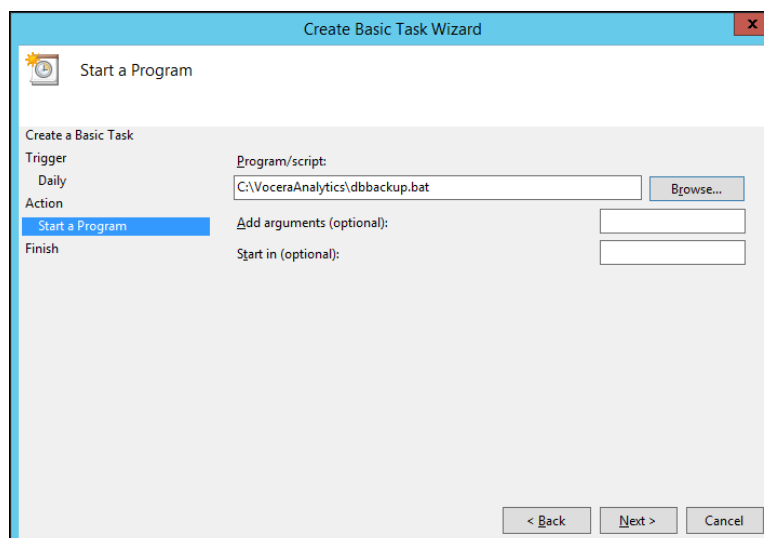 Create Basic Task Wizard
x
Start a Program
Create a Basic Task
Trigger
Daily
Action
Start a Program
Finish
Program/script:
C:\VoceraAnalytics\dbbackup.bat
Browse...
Add arguments (optional):
Start in (optional):
< Back
Next >
Cancel